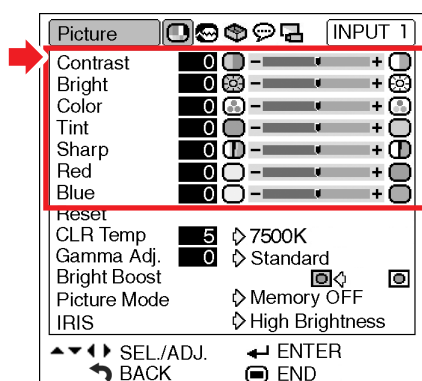 Picture INPUT 1
Contrast 0 - +
Bright 0 - +
Color 0 - +
Tint 0 - +
Sharp 0 - +
Red 0 - +
Blue 0 - +
Reset
CLR Temp 5 7500K
Gamma Adj. 0 Standard
Bright Boost
Picture Mode Memory OFF
IRIS High Brightness
SEL./ADJ. ENTER
BACK END